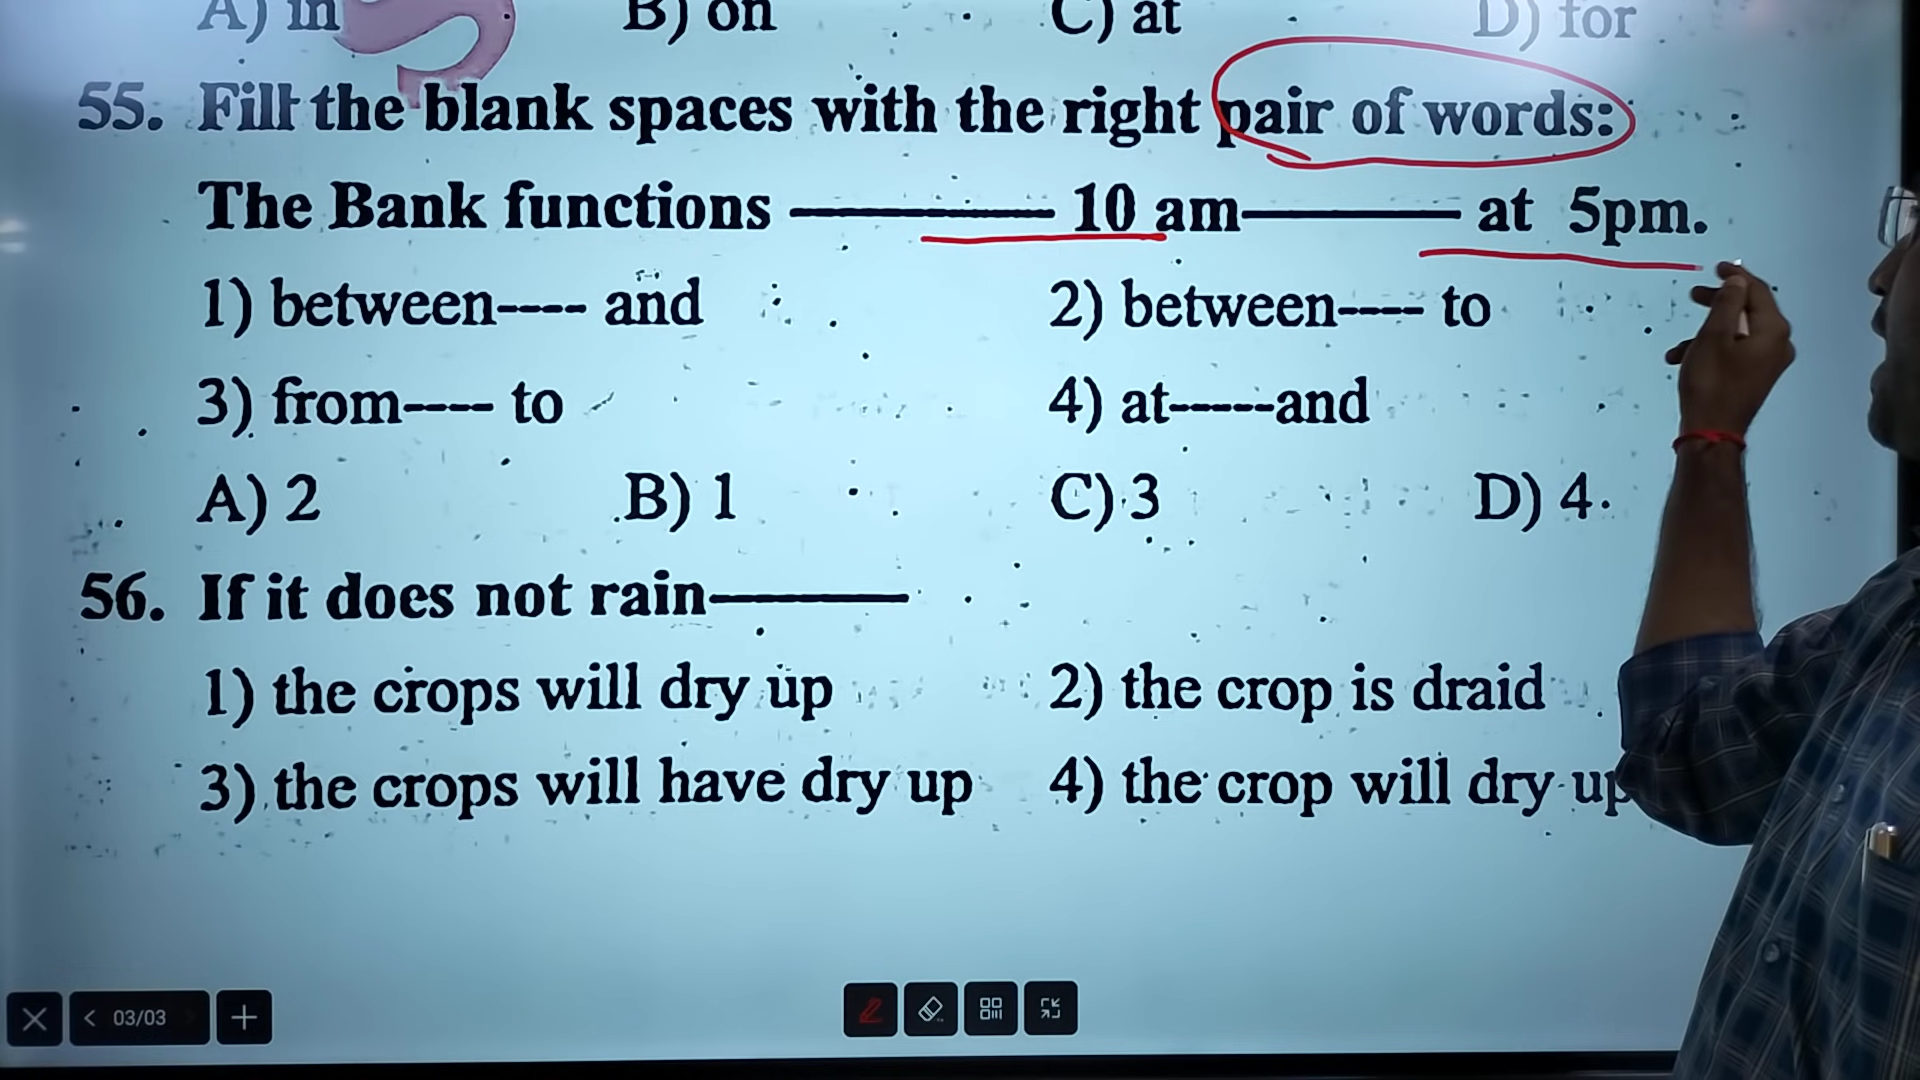 A) in B) on C) at D) for
55. Fill the blank spaces with the right pair of words:
The Bank functions ———— 10 am———— at 5pm.
1) between---- and 2) between---- to
3) from---- to 4) at-----and
A) 2 B) 1 C) 3 D) 4
56. If it does not rain————
1) the crops will dry up 2) the crop is draid
3) the crops will have dry up 4) the crop will dry up
03/03